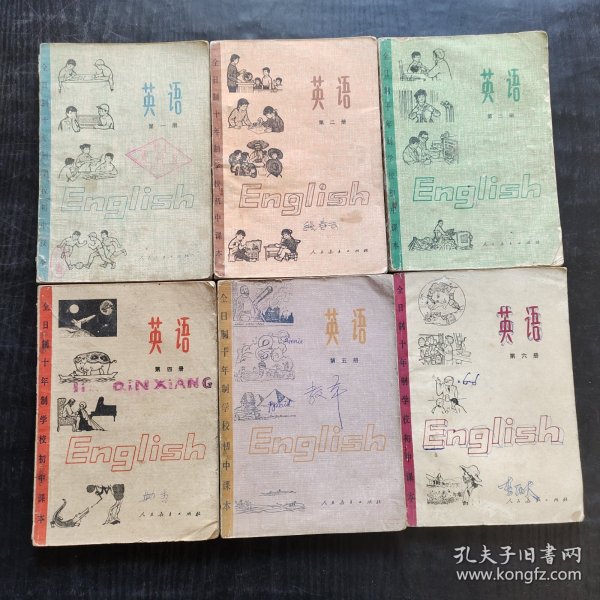 全日制十年制学校初中课本
英语
第一册
English
人民教育出版社
全日制十年制学校初中课本
英语
第二册
English
人民教育出版社
全日制十年制学校初中课本
英语
English
人民教育出版社
全日制十年制学校初中课本
英语
第四册
QIN XIANG
English
人民教育出版社
全日制十年制学校初中课本
英语
第五册
English
人民教育出版社
全日制十年制学校初中课本
英语
第六册
English
人民教育出版社
孔夫子旧书网
www.kongfz.com